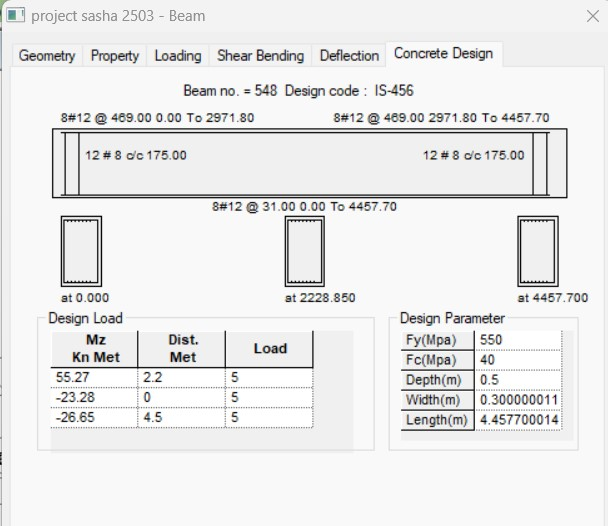 project sasha 2503 - Beam
Geometry Property Loading Shear Bending Deflection Concrete Design
Beam no. = 548 Design code : IS-456
8#12 @ 469.00 0.00 To 2971.80 8#12 @ 469.00 2971.80 To 4457.70
12 # 8 c/c 175.00 12 # 8 c/c 175.00
8#12 @ 31.00 0.00 To 4457.70
at 0.000 at 2228.850 at 4457.700
Design Load
Mz Kn Met Dist. Met Load
55.27 2.2 5
-23.28 0 5
-26.65 4.5 5
Design Parameter
Fy(Mpa) 550
Fc(Mpa) 40
Depth(m) 0.5
Width(m) 0.300000011
Length(m) 4.457700014